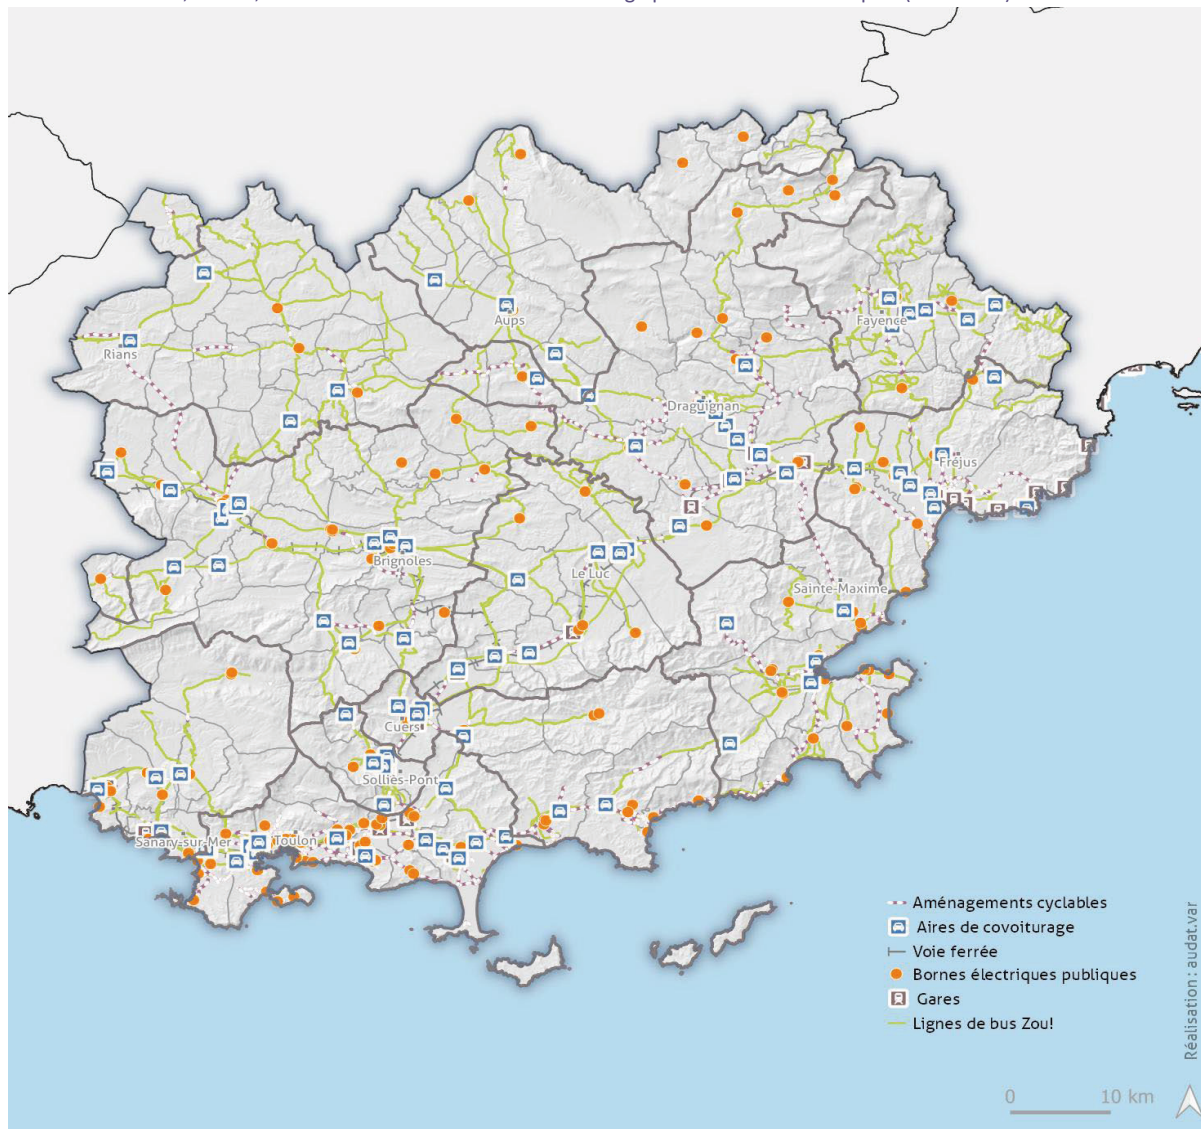 Aups
Fayence
Rians
Draguignan
Fréjus
Brignoles
Le Luc
Sainte-Maxime
Cuers
Solliès-Pont
Sanary-sur-Mer
Toulon
Aménagements cyclables
Aires de covoiturage
Voie ferrée
Bornes électriques publiques
Gares
Lignes de bus Zou!
Réalisation : audat.var
0 10 km